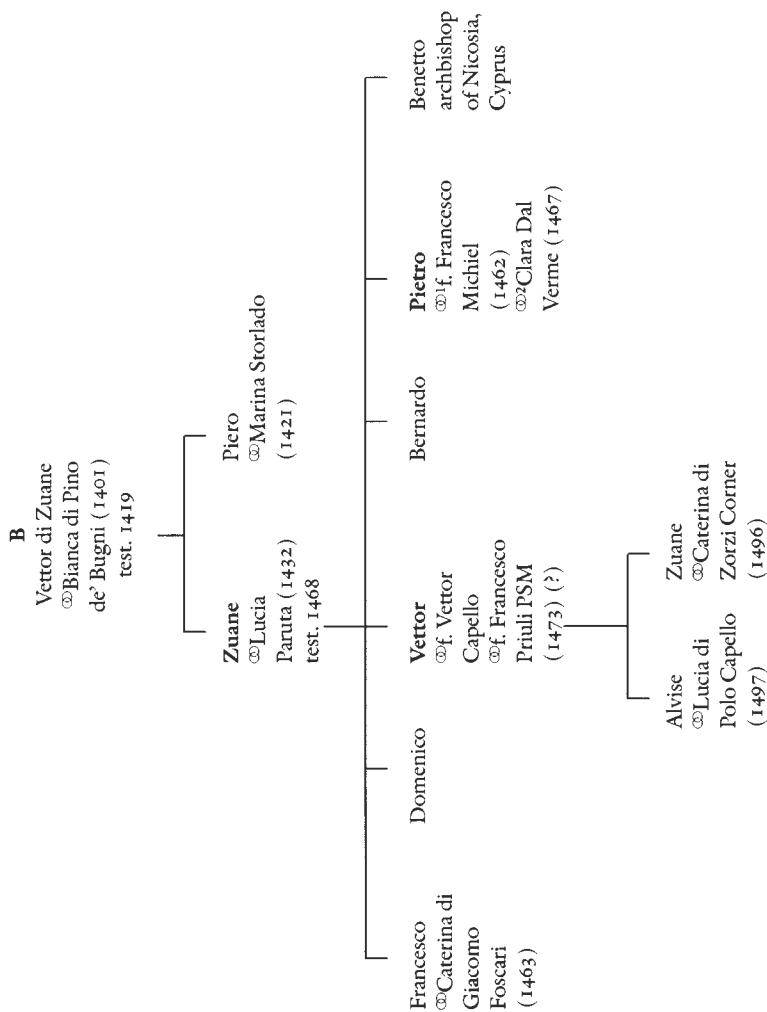 B
Vettor di Zuane
⚭Bianca di Pino
de’ Bugni (1401)
test. 1419
Zuane
⚭Lucia
Paruta (1432)
test. 1468
Piero
⚭Marina Storlado
(1421)
Francesco
⚭Caterina di
Giacomo
Foscari
(1463)
Domenico
Vettor
⚭f. Vettor
Capello
⚭f. Francesco
Priuli PSM
(1473) (?)
Bernardo
Pietro
⚭¹f. Francesco
Michiel
(1462)
⚭²Clara Dal
Verme (1467)
Benetto
archbishop
of Nicosia,
Cyprus
Alvise
⚭Lucia di
Polo Capello
(1497)
Zuane
⚭Caterina di
Zorzi Corner
(1496)